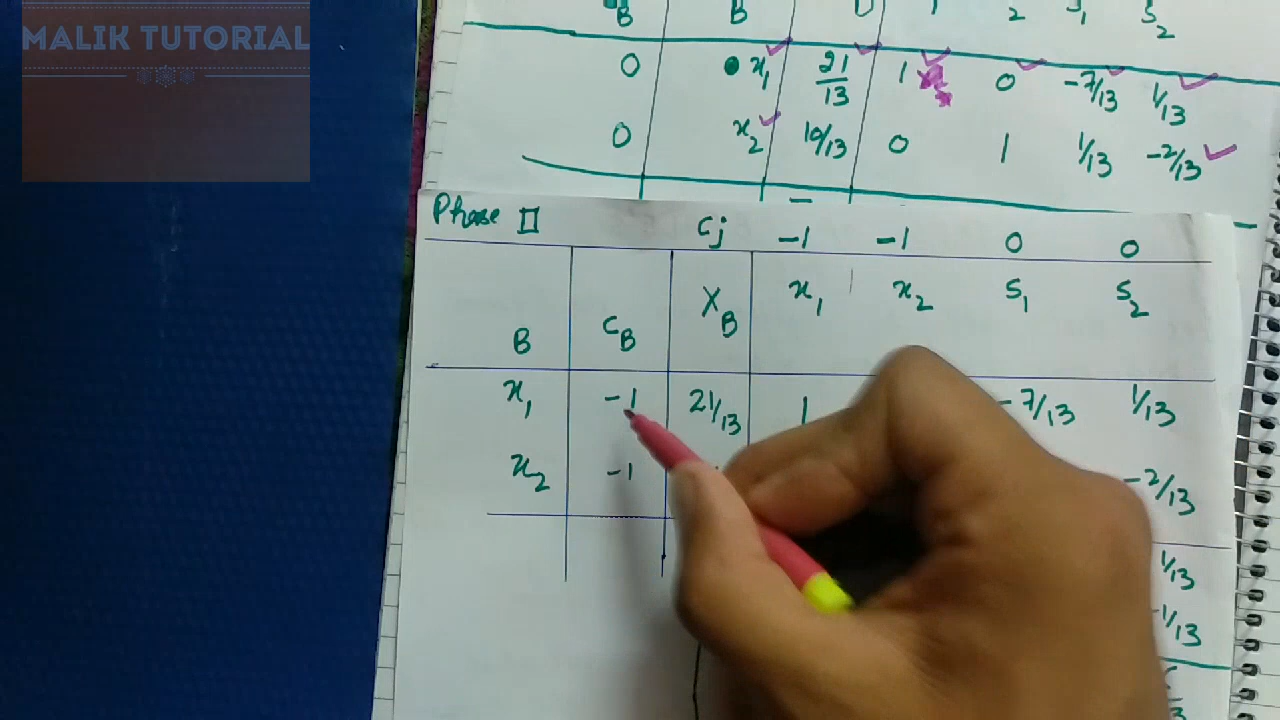 MALIK TUTORIAL
B B 1 2 S1 S2
0 x1 21/13 1 0 -7/13 1/13
0 x2 10/13 0 1 1/13 -2/13
Phase II Cj -1 -1 0 0
B CB XB x1 x2 S1 S2
x1 -1 21/13 1 -7/13 1/13
x2 -1 -2/13
1/13
-1/13